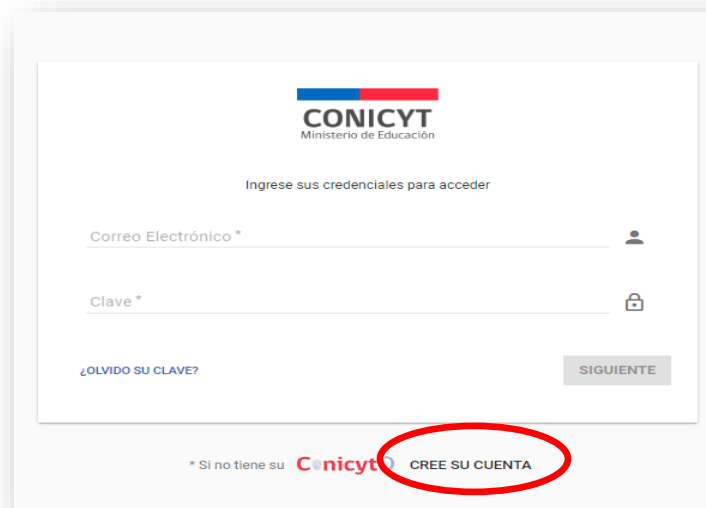 CONICYT
Ministerio de Educación
Ingrese sus credenciales para acceder
Correo Electrónico *
Clave *
¿OLVIDO SU CLAVE?
SIGUIENTE
* Si no tiene su Conicyt CREE SU CUENTA